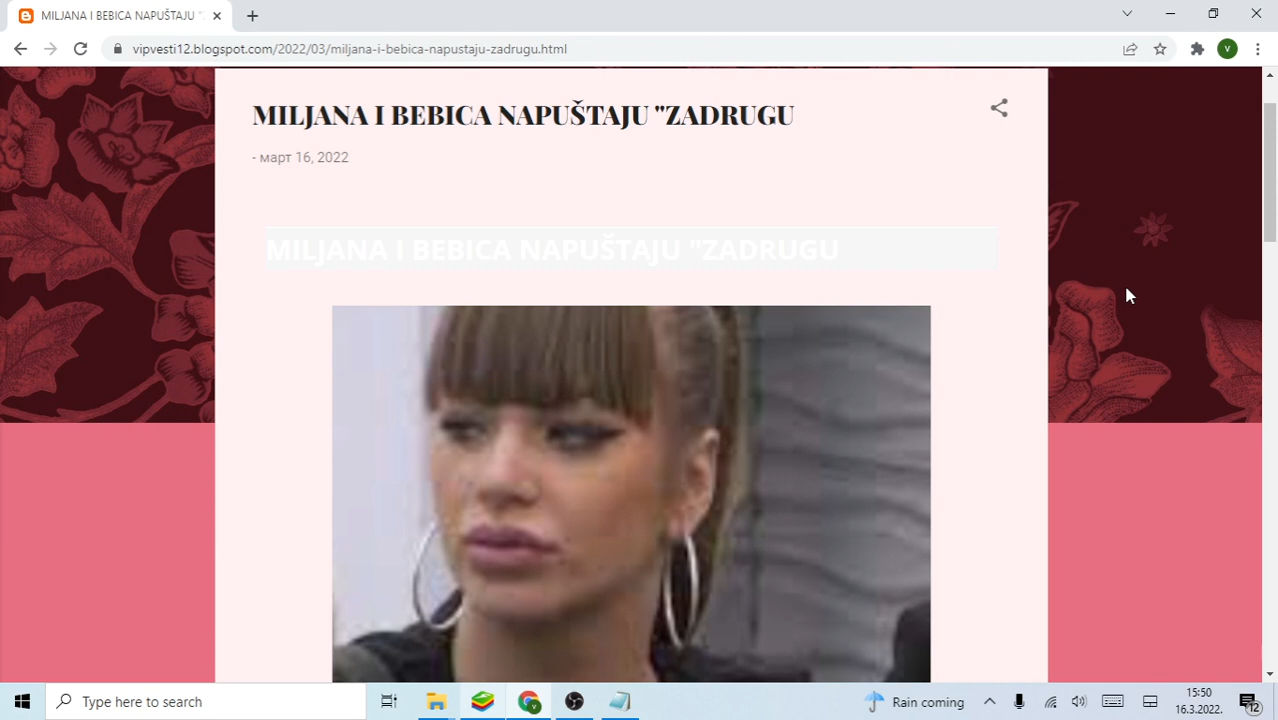 MILJANA I BEBICA NAPUŠTAJU "Z
vipvesti12.blogspot.com/2022/03/miljana-i-bebica-napustaju-zadrugu.html
V
MILJANA I BEBICA NAPUŠTAJU "ZADRUGU
- март 16, 2022
MILJANA I BEBICA NAPUŠTAJU "ZADRUGU
Type here to search
V
Rain coming
15:50
16.3.2022.
12